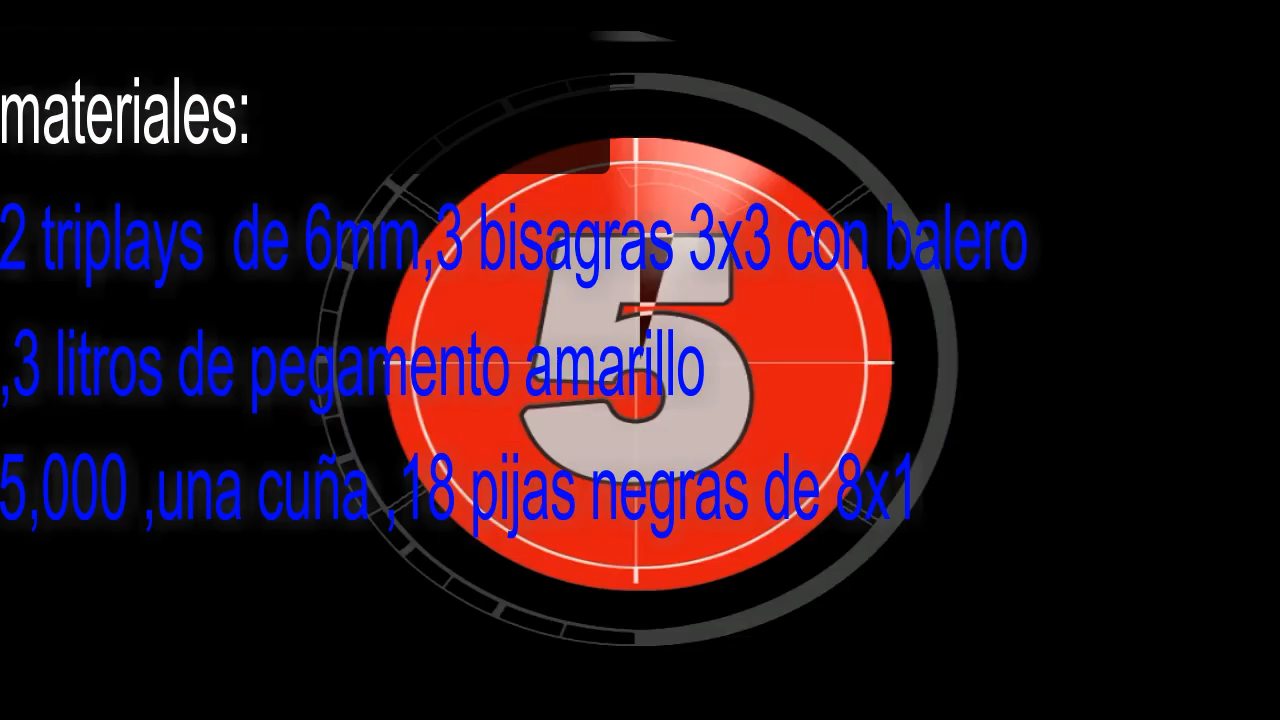 materiales:
2 triplays  de 6mm,3 bisagras 3x3 con balero
,3 litros de pegamento amarillo
5,000 ,una cuña ,18 pijas negras de 8x1
5